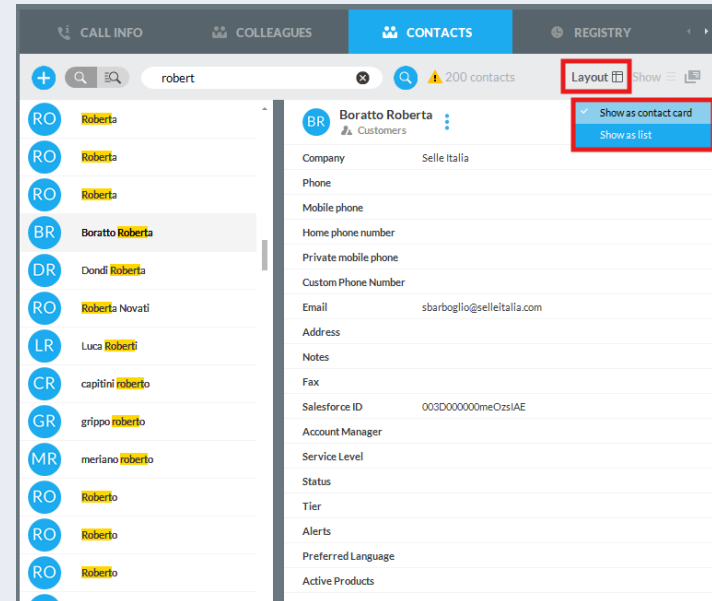 CALL INFO
COLLEAGUES
CONTACTS
REGISTRY
robert
200 contacts
Layout
Show
Show as contact card
Show as list
RO Roberta
RO Roberta
RO Roberta
BR Boratto Roberta
DR Dondi Roberta
RO Roberta Novati
LR Luca Roberti
CR capitini roberto
GR grippo roberto
MR meriano roberto
RO Roberto
RO Roberto
RO Roberto
BR Boratto Roberta
Customers
Company Selle Italia
Phone
Mobile phone
Home phone number
Private mobile phone
Custom Phone Number
Email sbarboglio@selleitalia.com
Address
Notes
Fax
Salesforce ID 003D000000meOzsIAE
Account Manager
Service Level
Status
Tier
Alerts
Preferred Language
Active Products